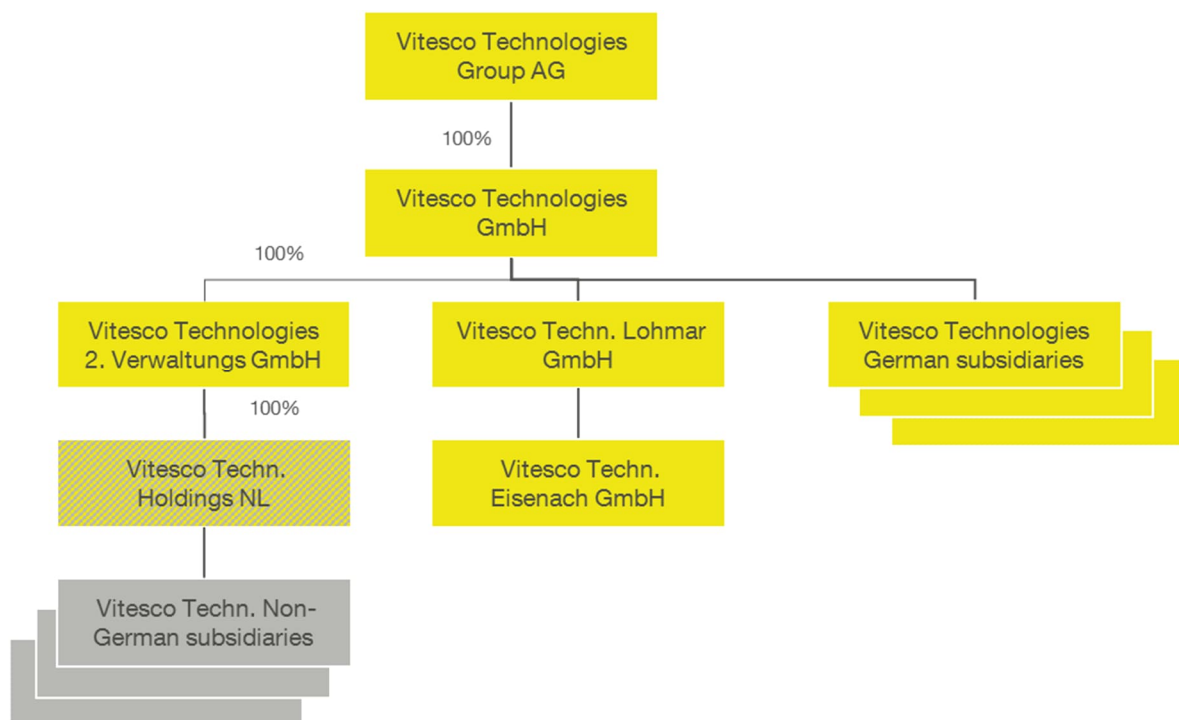 Vitesco Technologies
Group AG
100%
Vitesco Technologies
GmbH
100%
Vitesco Technologies
2. Verwaltungs GmbH
Vitesco Techn. Lohmar
GmbH
Vitesco Technologies
German subsidiaries
100%
Vitesco Techn.
Holdings NL
Vitesco Techn.
Eisenach GmbH
Vitesco Techn. Non-
German subsidiaries